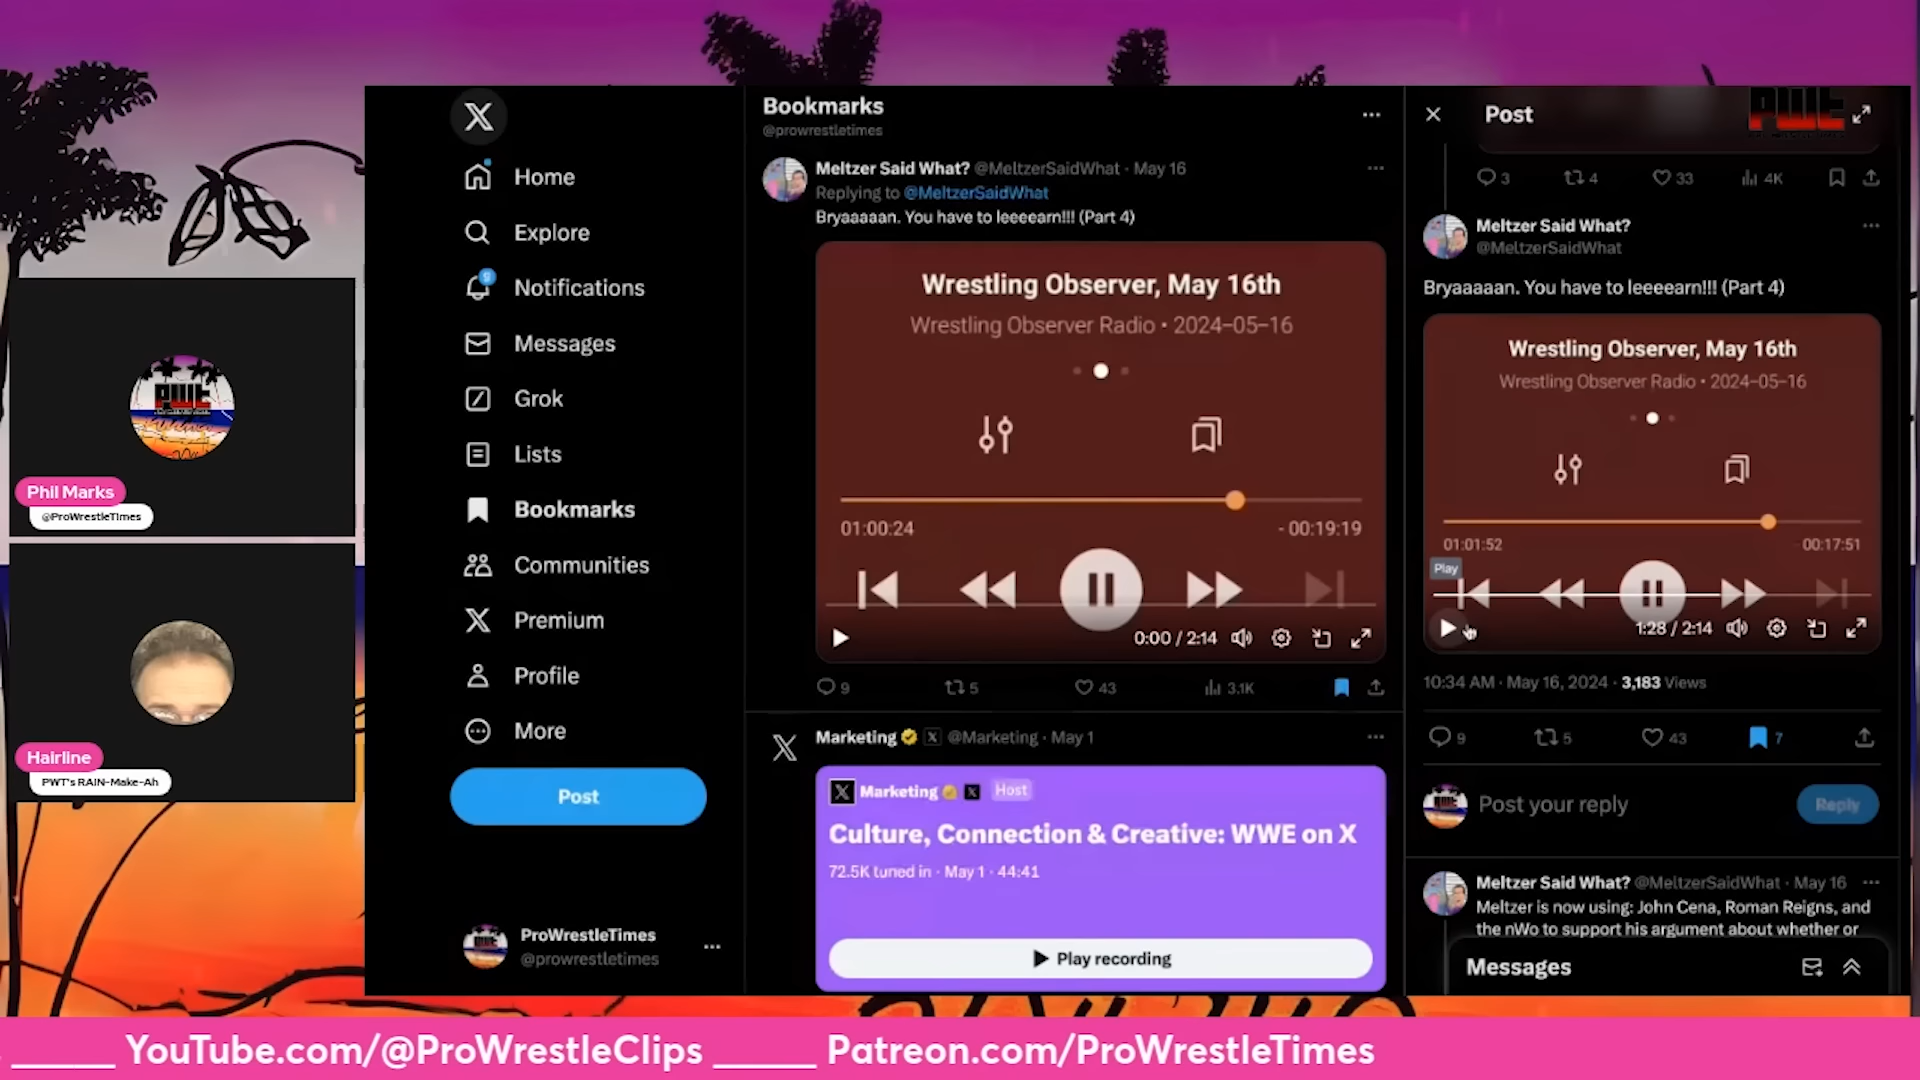 Home
Explore
9
Notifications
Messages
Grok
Lists
Bookmarks
Communities
Premium
Profile
More
Post
ProWrestleTimes
@prowrestletimes
Phil Marks
@ProWrestleTimes
Hairline
PWT's RAIN-Make-Ah
Bookmarks
@prowrestletimes
Meltzer Said What? @MeltzerSaidWhat · May 16
Replying to @MeltzerSaidWhat
Bryaaaaan. You have to leeeearn!!! (Part 4)
Wrestling Observer, May 16th
Wrestling Observer Radio • 2024-05-16
01:00:24
- 00:19:19
0:00 / 2:14
9 5 43 3.1K
Marketing @Marketing · May 1
Marketing Host
Culture, Connection & Creative: WWE on X
72.5K tuned in · May 1 · 44:41
Play recording
Post
PWT
3 4 33 4K
Meltzer Said What?
@MeltzerSaidWhat
Bryaaaaan. You have to leeeearn!!! (Part 4)
Wrestling Observer, May 16th
Wrestling Observer Radio • 2024-05-16
01:01:52
00:17:51
Play
1:28 / 2:14
10:34 AM · May 16, 2024 · 3,183 Views
9 5 43 7
Post your reply
Reply
Meltzer Said What? @MeltzerSaidWhat · May 16
Meltzer is now using: John Cena, Roman Reigns, and
the nWo to support his argument about whether or
Messages
YouTube.com/@ProWrestleClips Patreon.com/ProWrestleTimes